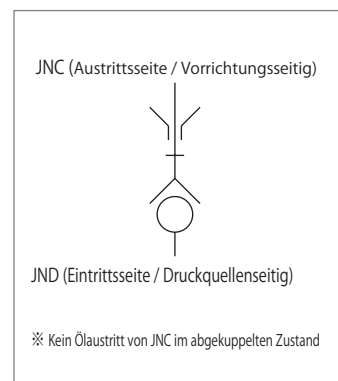 JNC (Austrittsseite / Vorrichtungsseitig)
JND (Eintrittsseite / Druckquellenseitig)
※ Kein Ölaustritt von JNC im abgekuppelten Zustand